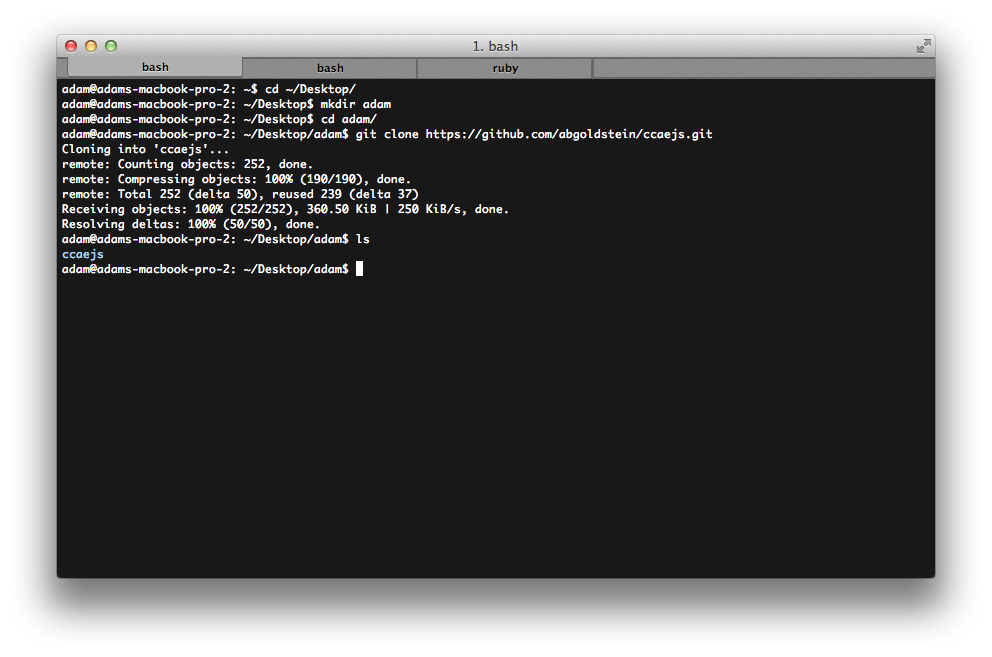 1. bash
bash bash ruby
adam@adams-macbook-pro-2: ~$ cd ~/Desktop/
adam@adams-macbook-pro-2: ~/Desktop$ mkdir adam
adam@adams-macbook-pro-2: ~/Desktop$ cd adam/
adam@adams-macbook-pro-2: ~/Desktop/adam$ git clone https://github.com/abgoldstein/ccaejs.git
Cloning into 'ccaejs'...
remote: Counting objects: 252, done.
remote: Compressing objects: 100% (190/190), done.
remote: Total 252 (delta 50), reused 239 (delta 37)
Receiving objects: 100% (252/252), 360.50 KiB | 250 KiB/s, done.
Resolving deltas: 100% (50/50), done.
adam@adams-macbook-pro-2: ~/Desktop/adam$ ls
ccaejs
adam@adams-macbook-pro-2: ~/Desktop/adam$